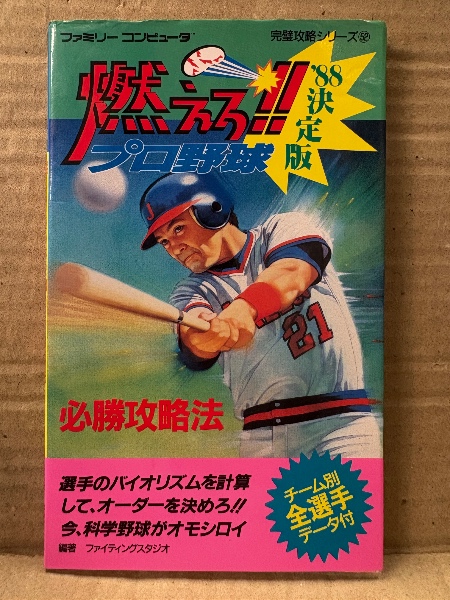 ファミリー コンピュータ
完璧攻略シリーズ52
燃えろ!!
プロ野球
'88
決定版
J
21
必勝攻略法
選手のバイオリズムを計算
して、オーダーを決めろ!!
今、科学野球がオモシロイ
編著 ファイティングスタジオ
チーム別
全選手
データ付